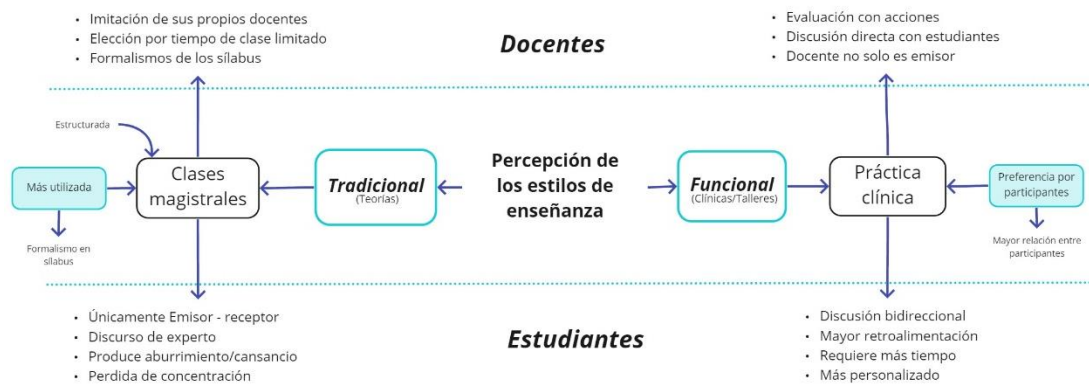 • Imitación de sus propios docentes
• Elección por tiempo de clase limitado
• Formalismos de los sílabus
Docentes
• Evaluación con acciones
• Discusión directa con estudiantes
• Docente no solo es emisor
Estructurada
Más utilizada
Formalismo en
sílabus
Clases
magistrales
Tradicional
(Teorías)
Percepción de
los estilos de
enseñanza
Funcional
(Clínicas/Talleres)
Práctica
clínica
Preferencia por
participantes
Mayor relación entre
participantes
• Únicamente Emisor - receptor
• Discurso de experto
• Produce aburrimiento/cansancio
• Perdida de concentración
Estudiantes
• Discusión bidireccional
• Mayor retroalimentación
• Requiere más tiempo
• Más personalizado